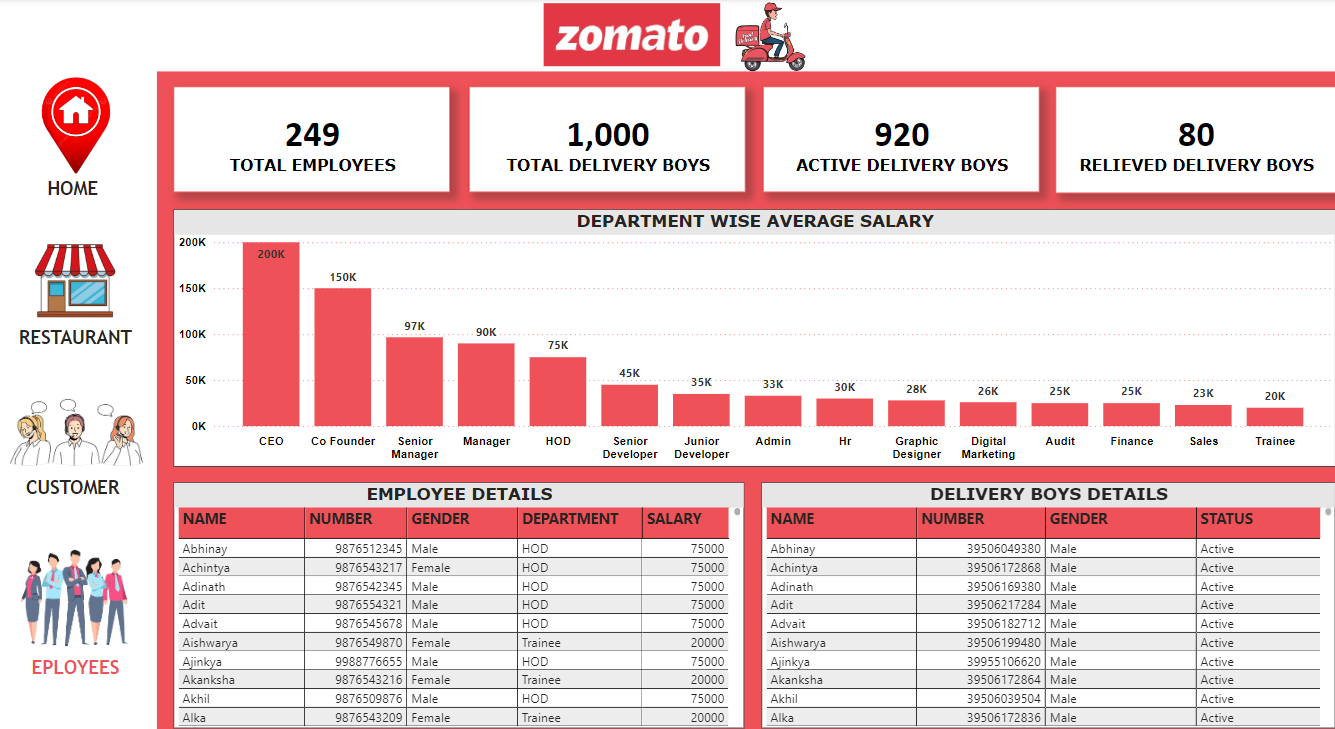 zomato
HOME
RESTAURANT
CUSTOMER
EPLOYEES
249
TOTAL EMPLOYEES
1,000
TOTAL DELIVERY BOYS
920
ACTIVE DELIVERY BOYS
80
RELIEVED DELIVERY BOYS
DEPARTMENT WISE AVERAGE SALARY
200K
150K
100K
50K
0K
200K
150K
97K
90K
75K
45K
35K
33K
30K
28K
26K
25K
25K
23K
20K
CEO
Co Founder
Senior
Manager
Manager
HOD
Senior
Developer
Junior
Developer
Admin
Hr
Graphic
Designer
Digital
Marketing
Audit
Finance
Sales
Trainee
EMPLOYEE DETAILS
NAME NUMBER GENDER DEPARTMENT SALARY
Abhinay 9876512345 Male HOD 75000
Achintya 9876543217 Female HOD 75000
Adinath 9876542345 Male HOD 75000
Adit 9876554321 Male HOD 75000
Advait 9876545678 Male HOD 75000
Aishwarya 9876549870 Female Trainee 20000
Ajinkya 9988776655 Male HOD 75000
Akanksha 9876543216 Female Trainee 20000
Akhil 9876509876 Male HOD 75000
Alka 9876543209 Female Trainee 20000
DELIVERY BOYS DETAILS
NAME NUMBER GENDER STATUS
Abhinay 39506049380 Male Active
Achintya 39506172868 Male Active
Adinath 39506169380 Male Active
Adit 39506217284 Male Active
Advait 39506182712 Male Active
Aishwarya 39506199480 Male Active
Ajinkya 39955106620 Male Active
Akanksha 39506172864 Male Active
Akhil 39506039504 Male Active
Alka 39506172836 Male Active